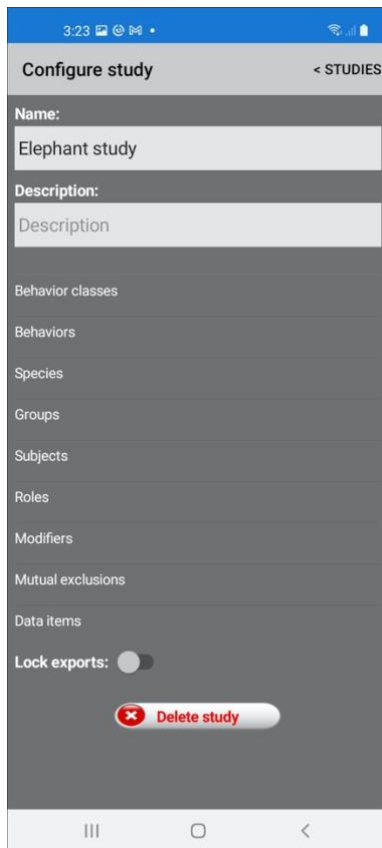 3:23
Configure study
< STUDIES
Name:
Elephant study
Description:
Description
Behavior classes
Behaviors
Species
Groups
Subjects
Roles
Modifiers
Mutual exclusions
Data items
Lock exports:
Delete study